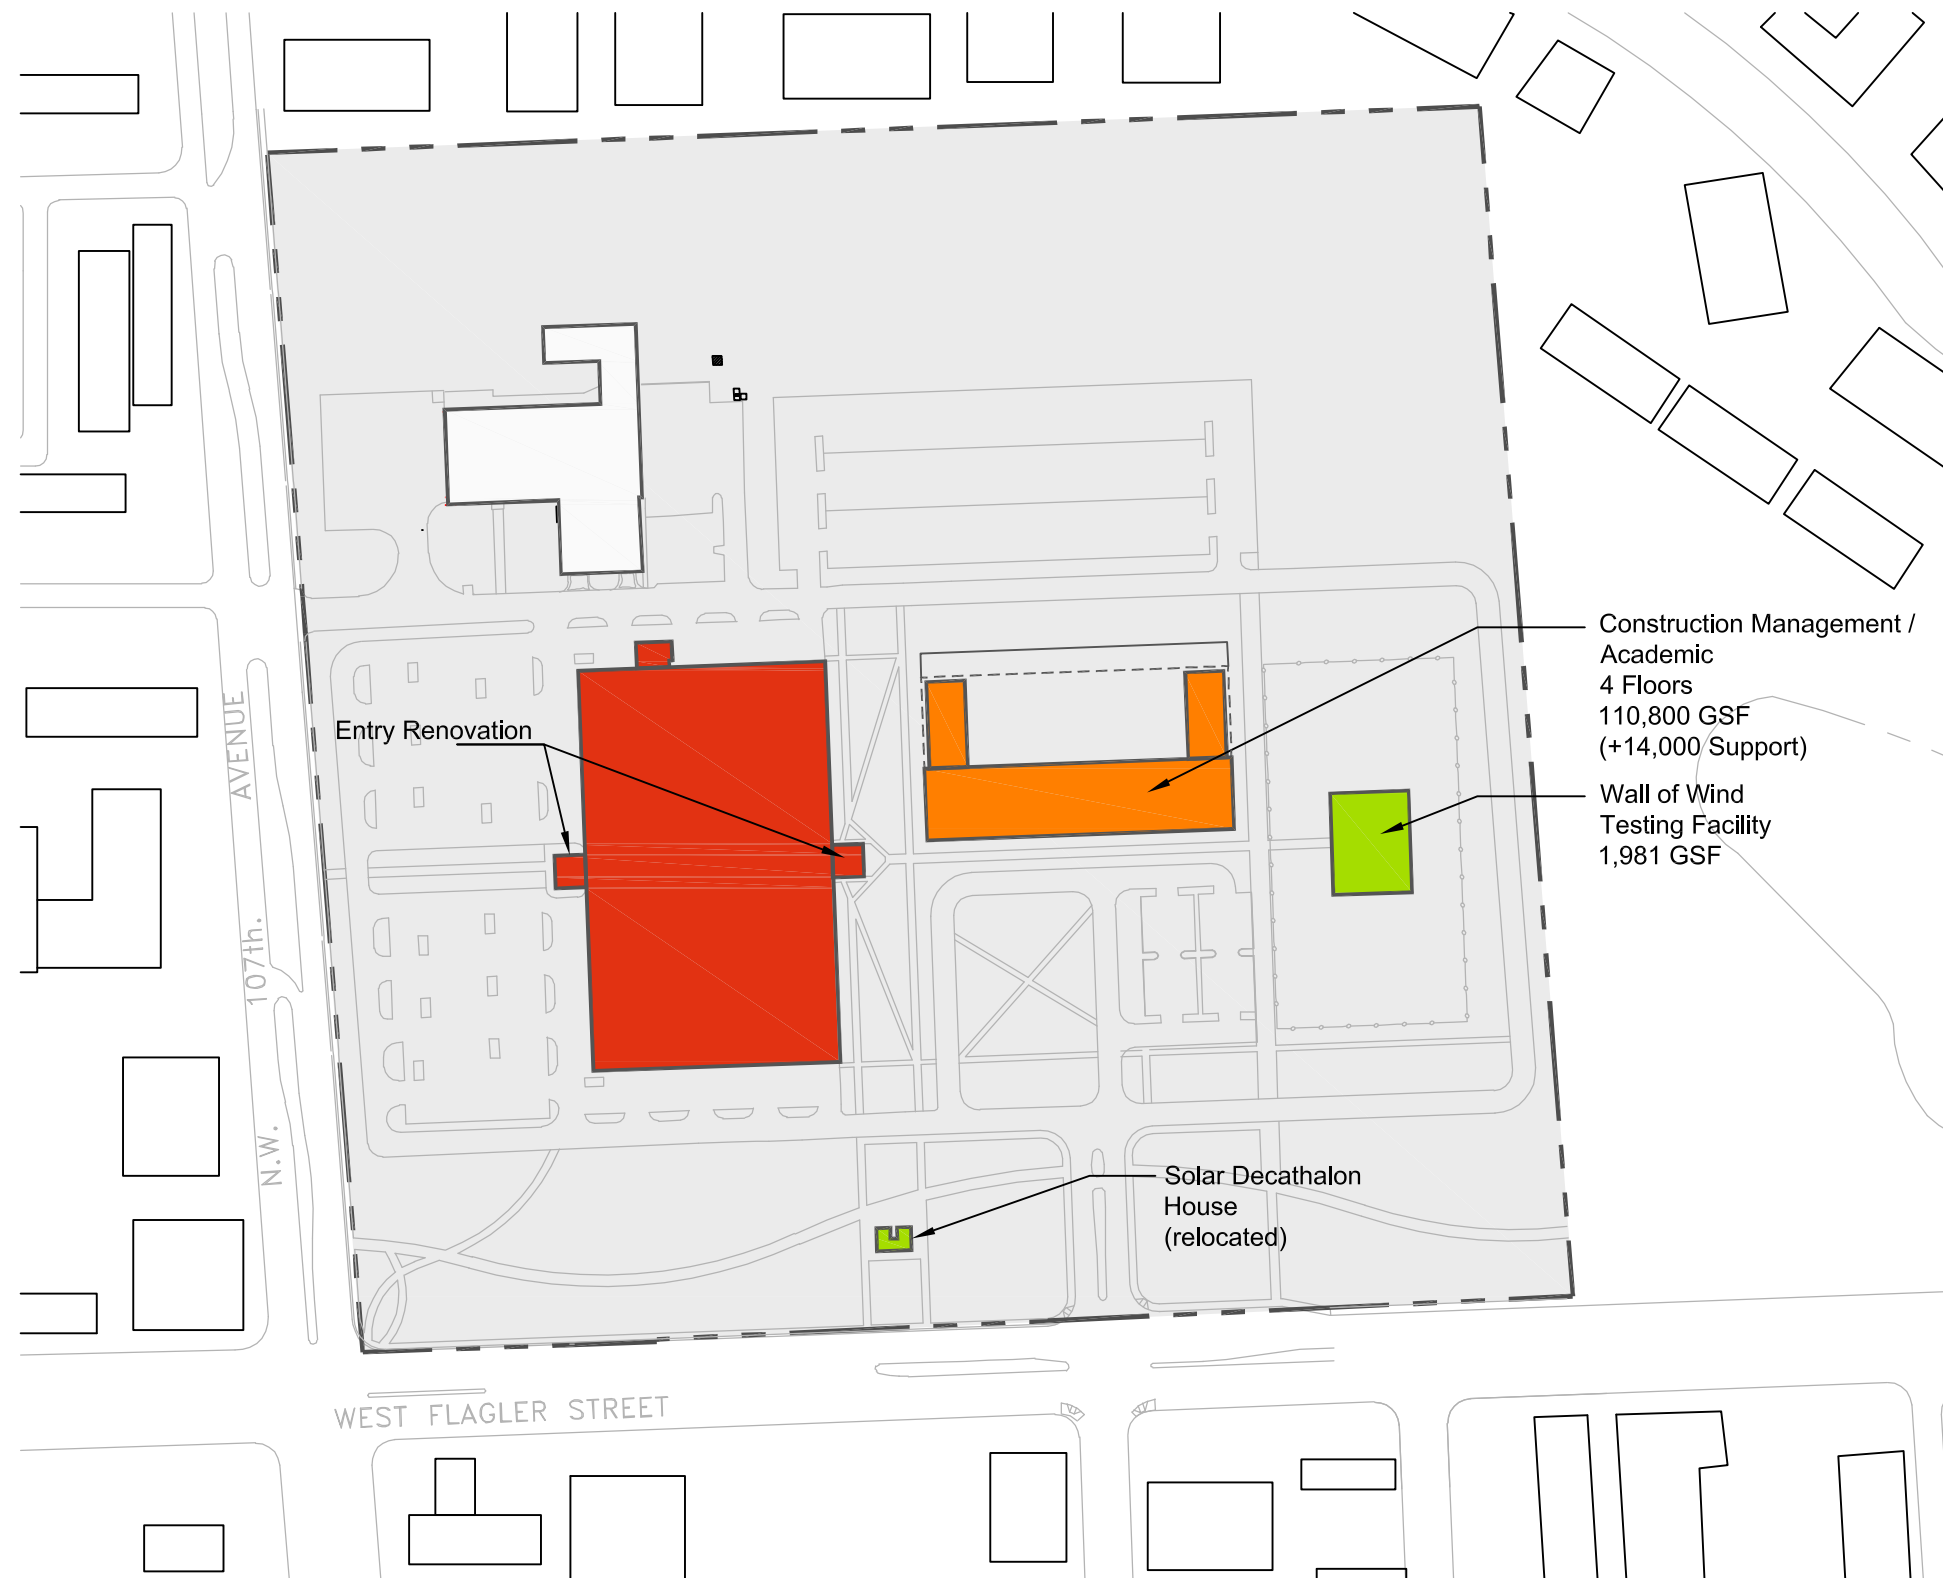 Construction Management /
Academic
4 Floors
110,800 GSF
(+14,000 Support)
Entry Renovation
Wall of Wind
Testing Facility
1,981 GSF
N.W. 107th. AVENUE
Solar Decathalon
House
(relocated)
WEST FLAGLER STREET